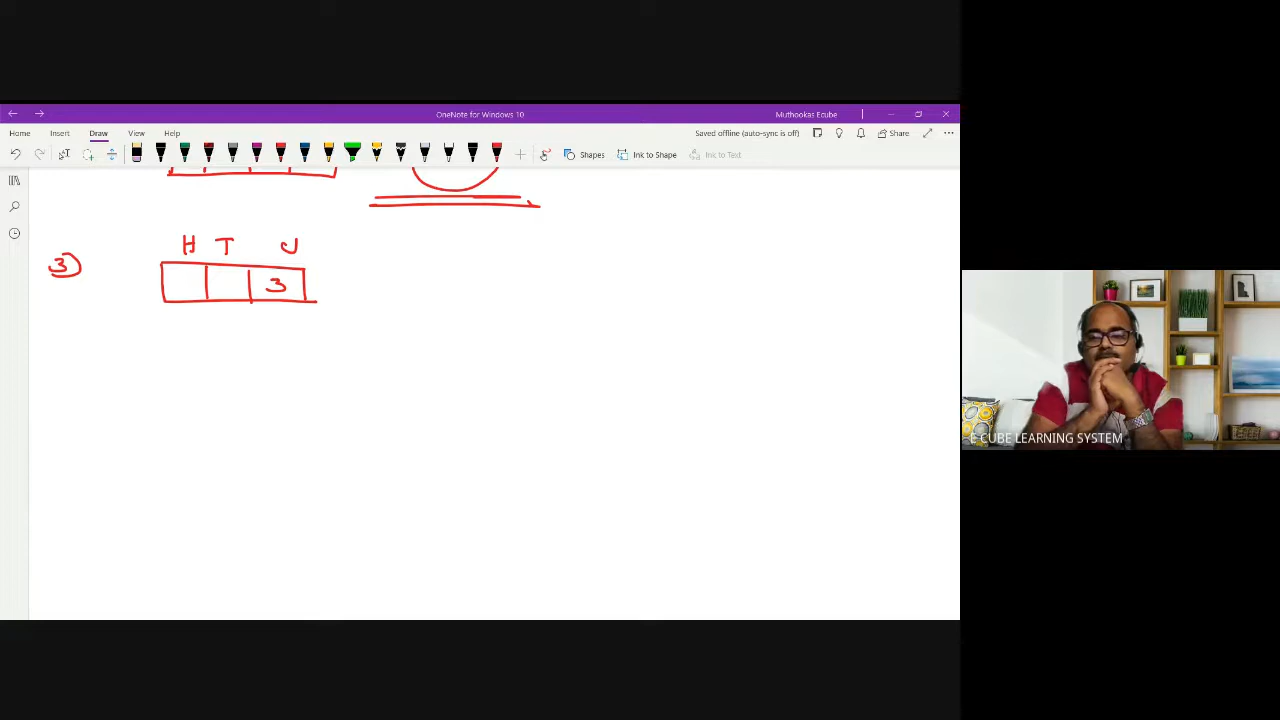 OneNote for Windows 10
Muthookas Ecube
Home Insert Draw View Help
Saved offline (auto-sync is off)
Share
Shapes
Ink to Shape
Ink to Text
H T U
3
3
E CUBE LEARNING SYSTEM